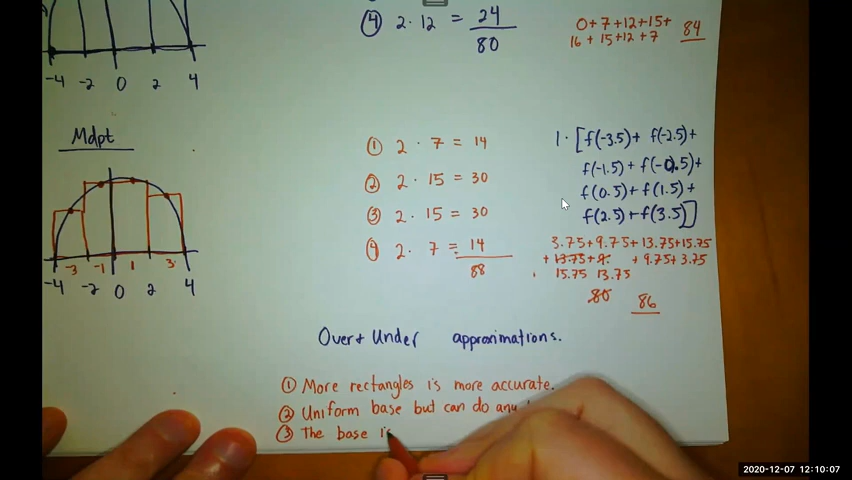 ④ 2 · 12 = 24
80
0 + 7 + 12 + 15 +
16 + 15 + 12 + 7 84
-4 -2 0 2 4
Mdpt
-3 -1 1 3
-4 -2 0 2 4
① 2 · 7 = 14
② 2 · 15 = 30
③ 2 · 15 = 30
④ 2 · 7 = 14
88
1 · [f(-3.5) + f(-2.5) +
f(-1.5) + f(-0.5) +
f(0.5) + f(1.5) +
f(2.5) + f(3.5)]
3.75 + 9.75 + 13.75 + 15.75
+ 13.75 + 9. + 9.75 + 3.75
15.75 13.75
80 86
Over & Under approximations.
① More rectangles is more accurate.
② Uniform base but can do any
③ The base is
2020-12-07 12:10:07